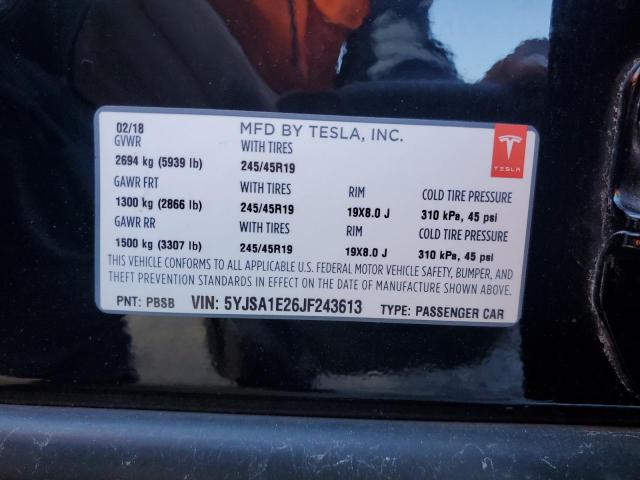 02/18 MFD BY TESLA, INC.
GVWR WITH TIRES
2694 kg (5939 lb) 245/45R19
GAWR FRT WITH TIRES RIM COLD TIRE PRESSURE
1300 kg (2866 lb) 245/45R19 19X8.0 J 310 kPa, 45 psi
GAWR RR WITH TIRES RIM COLD TIRE PRESSURE
1500 kg (3307 lb) 245/45R19 19X8.0 J 310 kPa, 45 psi
THIS VEHICLE CONFORMS TO ALL APPLICABLE U.S. FEDERAL MOTOR VEHICLE SAFETY, BUMPER, AND
THEFT PREVENTION STANDARDS IN EFFECT ON THE DATE OF MANUFACTURE SHOWN ABOVE.
PNT: PBSB VIN: 5YJSA1E26JF243613 TYPE: PASSENGER CAR
TESLA